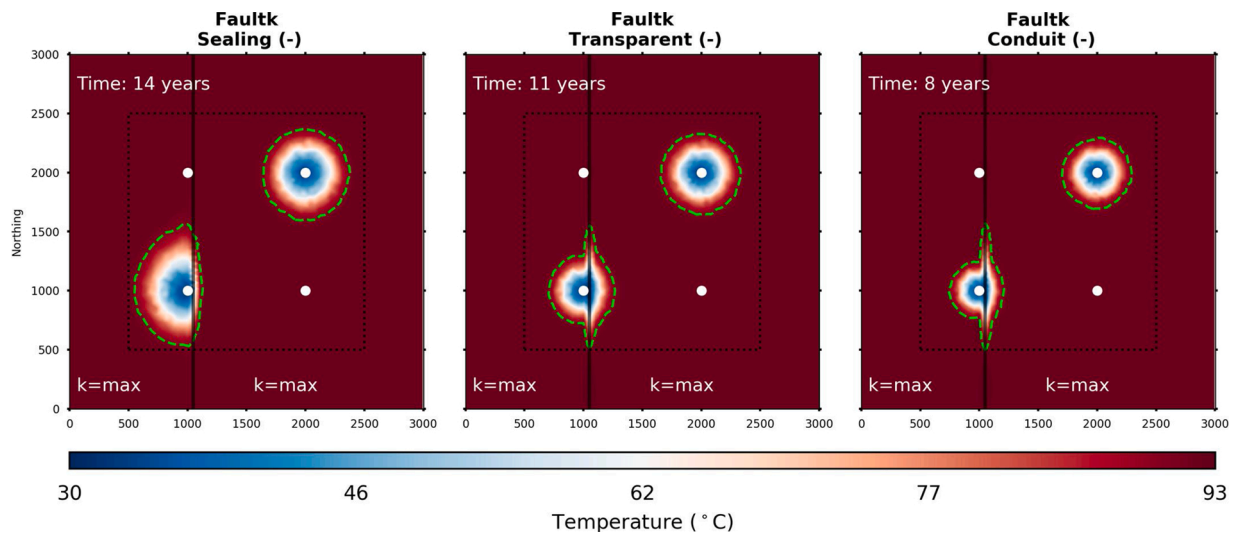 Faultk
Sealing (-)
Faultk
Transparent (-)
Faultk
Conduit (-)
3000
2500
2000
1500
1000
500
0
Northing
Time: 14 years
k=max
k=max
Time: 11 years
k=max
k=max
Time: 8 years
k=max
k=max
0 500 1000 1500 2000 2500 3000
0 500 1000 1500 2000 2500 3000
0 500 1000 1500 2000 2500 3000
30 46 62 77 93
Temperature (°C)